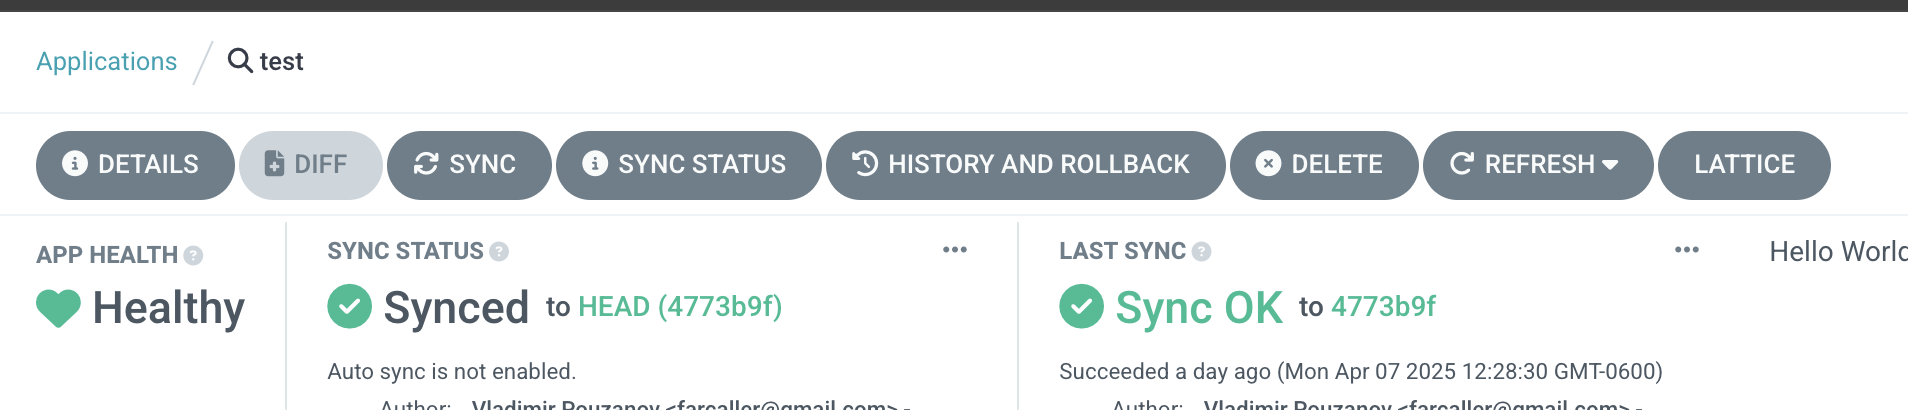 Applications / test
DETAILS DIFF SYNC SYNC STATUS HISTORY AND ROLLBACK DELETE REFRESH LATTICE
APP HEALTH
Healthy
SYNC STATUS
Synced to HEAD (4773b9f)
Auto sync is not enabled.
Author: Vladimir Pouzanov <farcaller@gmail.com> -
LAST SYNC
Sync OK to 4773b9f
Succeeded a day ago (Mon Apr 07 2025 12:28:30 GMT-0600)
Author: Vladimir Pouzanov <farcaller@gmail.com> -
Hello World